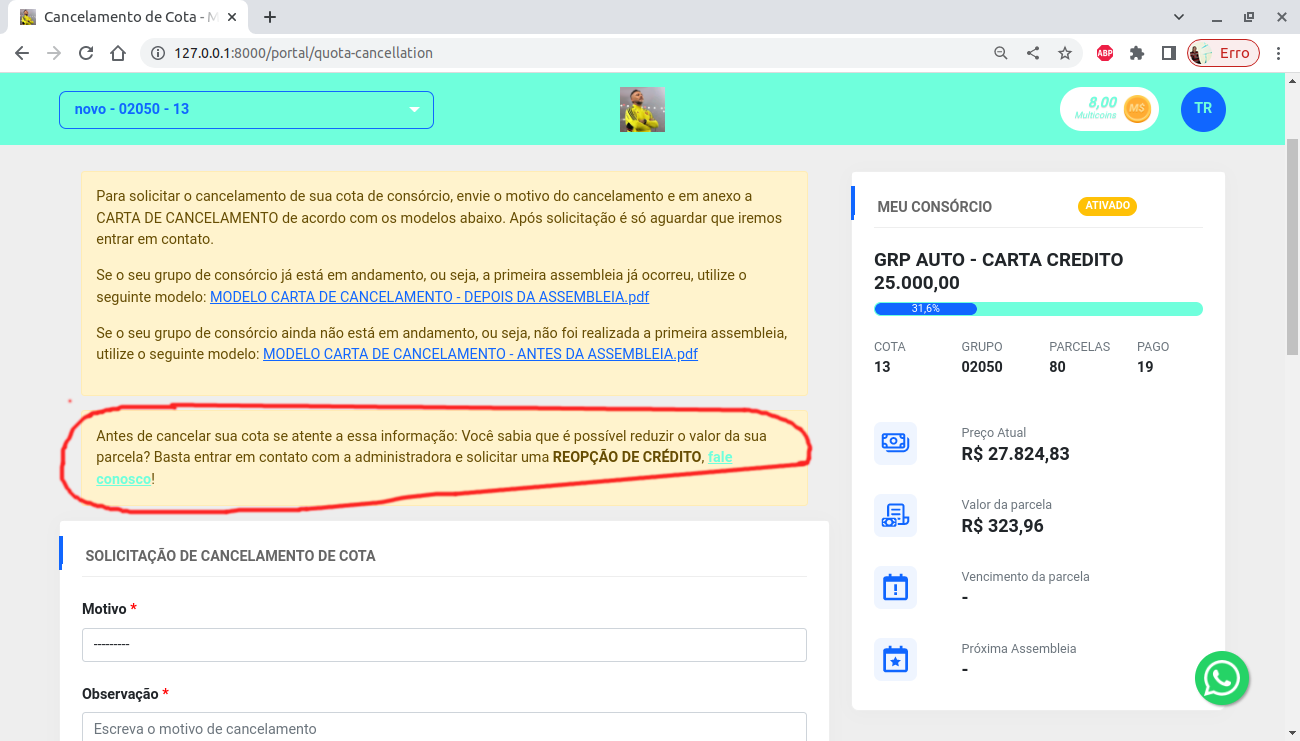 Cancelamento de Cota - M
127.0.0.1:8000/portal/quota-cancellation
ABP
Erro
novo - 02050 - 13
8,00
Multicoins
MS
TR
Para solicitar o cancelamento de sua cota de consórcio, envie o motivo do cancelamento e em anexo a
CARTA DE CANCELAMENTO de acordo com os modelos abaixo. Após solicitação é só aguardar que iremos
entrar em contato.
Se o seu grupo de consórcio já está em andamento, ou seja, a primeira assembleia já ocorreu, utilize o
seguinte modelo: MODELO CARTA DE CANCELAMENTO - DEPOIS DA ASSEMBLEIA.pdf
Se o seu grupo de consórcio ainda não está em andamento, ou seja, não foi realizada a primeira assembleia,
utilize o seguinte modelo: MODELO CARTA DE CANCELAMENTO - ANTES DA ASSEMBLEIA.pdf
Antes de cancelar sua cota se atente a essa informação: Você sabia que é possível reduzir o valor da sua
parcela? Basta entrar em contato com a administradora e solicitar uma REOPÇÃO DE CRÉDITO, fale
conosco!
SOLICITAÇÃO DE CANCELAMENTO DE COTA
Motivo *
---------
Observação *
Escreva o motivo de cancelamento
MEU CONSÓRCIO
ATIVADO
GRP AUTO - CARTA CREDITO
25.000,00
31,6%
COTA GRUPO PARCELAS PAGO
13 02050 80 19
Preço Atual
R$ 27.824,83
Valor da parcela
R$ 323,96
Vencimento da parcela
-
Próxima Assembleia
-